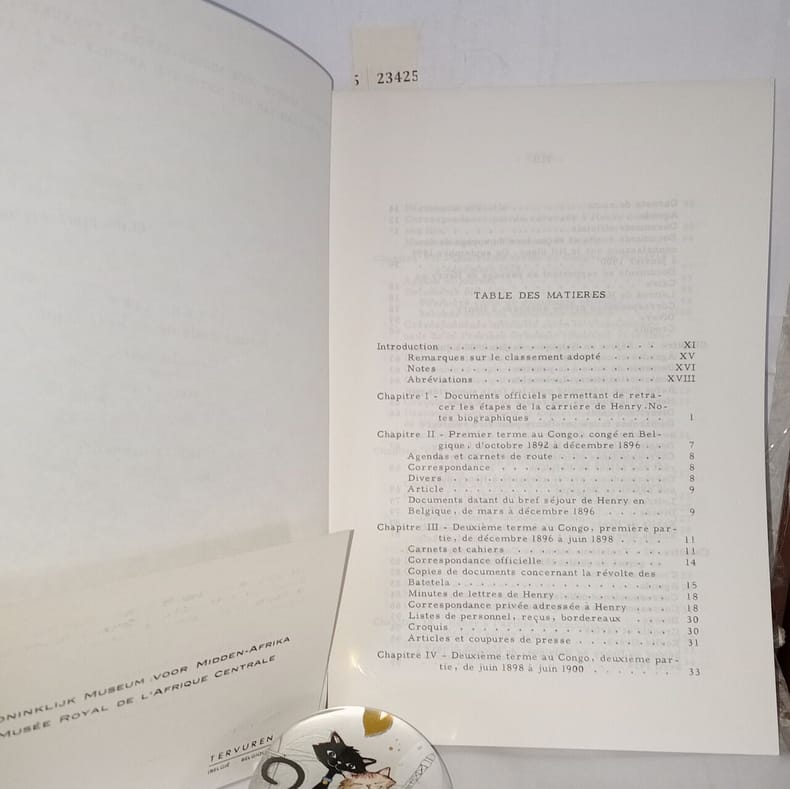 23425
TABLE DES MATIERES
Introduction . . . . . . . . . . . . . . . . . XI
Remarques sur le classement adopté . . . . XV
Notes . . . . . . . . . . . . . . . . . . XVI
Abréviations . . . . . . . . . . . . . . XVIII
Chapitre I - Documents officiels permettant de retra-
cer les étapes de la carrière de Henry. No-
tes biographiques . . . . . . . . . . . 1
Chapitre II - Premier terme au Congo, congé en Bel-
gique, d'octobre 1892 à décembre 1896 . . . 7
Agendas et carnets de route . . . . . . . . 8
Correspondance . . . . . . . . . . . . . . 8
Divers . . . . . . . . . . . . . . . . . . 8
Article . . . . . . . . . . . . . . . . . . 9
Documents datant du bref séjour de Henry en
Belgique, de mars à décembre 1896 . . . . . 9
Chapitre III - Deuxième terme au Congo, première par-
tie, de décembre 1896 à juin 1898 . . . . 11
Carnets et cahiers . . . . . . . . . . . . 11
Correspondance officielle . . . . . . . . . 14
Copies de documents concernant la révolte des
Batetela . . . . . . . . . . . . . . . . . 15
Minutes de lettres de Henry . . . . . . . . 18
Correspondance privée adressée à Henry . . . 18
Listes de personnel, reçus, bordereaux . . . 30
Croquis . . . . . . . . . . . . . . . . . . 30
Articles et coupures de presse . . . . . . . 31
Chapitre IV - Deuxième terme au Congo, deuxième par-
tie, de juin 1898 à juin 1900 . . . . . . 33
ONINKLIJK MUSEUM VOOR MIDDEN-AFRIKA
MUSÉE ROYAL DE L'AFRIQUE CENTRALE
TERVUREN